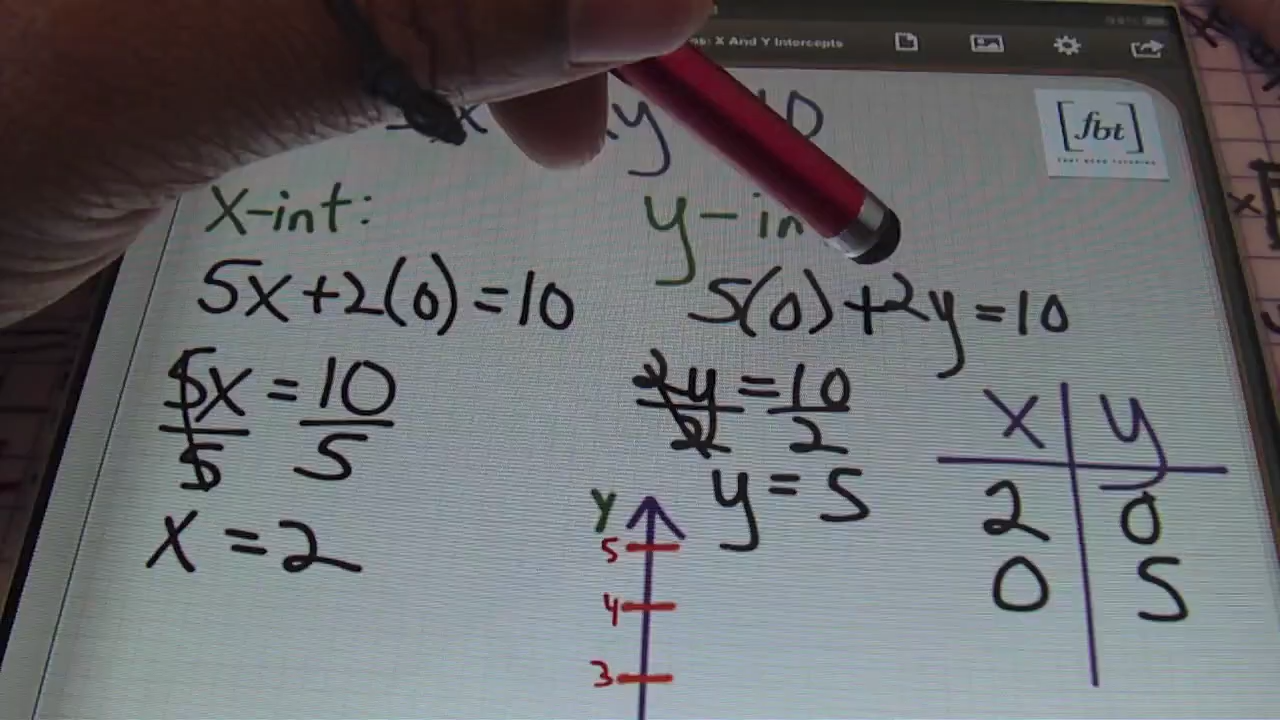 X And Y Intercepts
y 10
[fbt]
X-int:
y-in
5x+2(0)=10
5(0)+2y=10
5x=10
5 5
x=2
2y=10
2 2
y=5
x y
2 0
0 5
Y
5
4
3